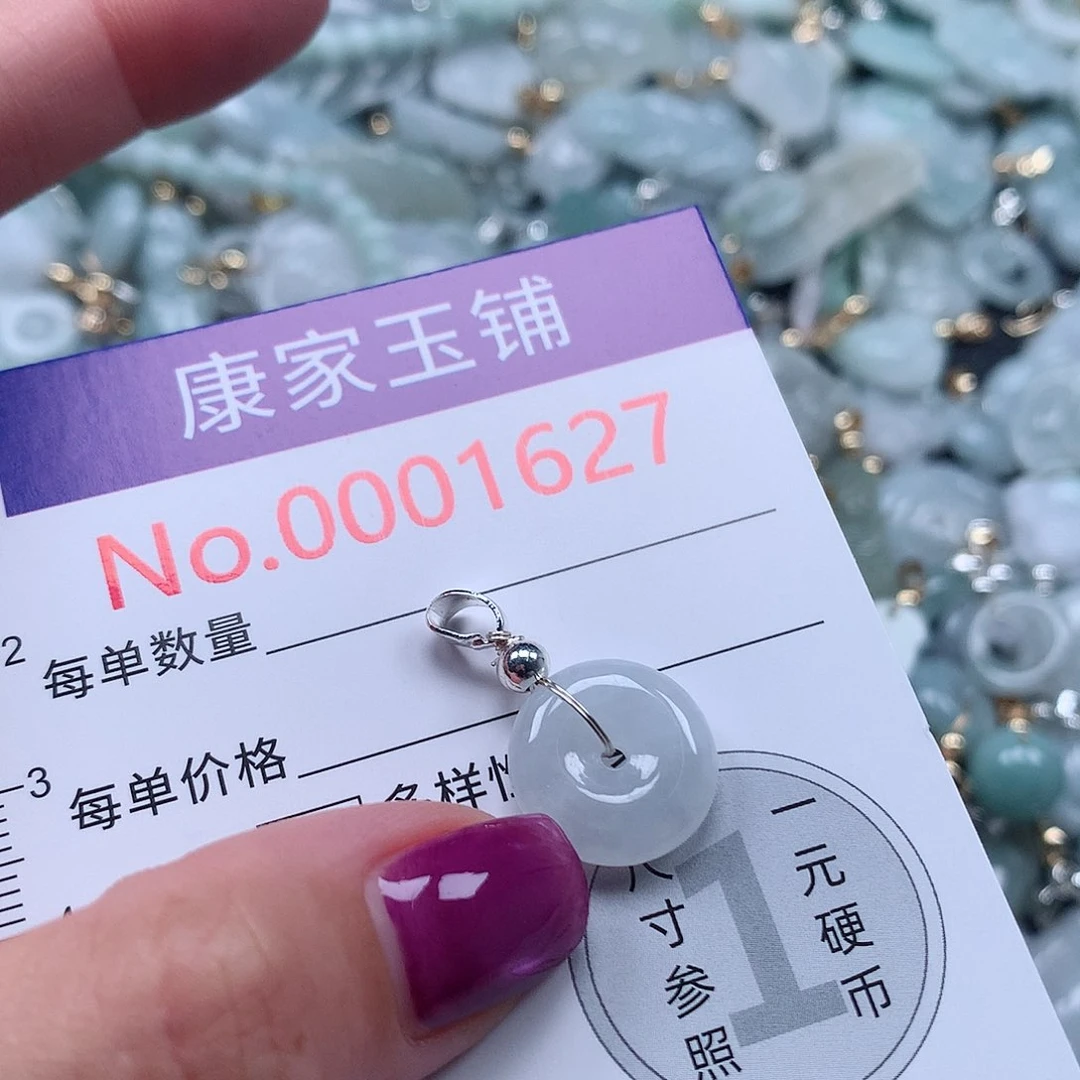 康家玉铺
No.0001627
2
每单数量
3
每单价格
多样性
一元硬币
尺寸参照
1